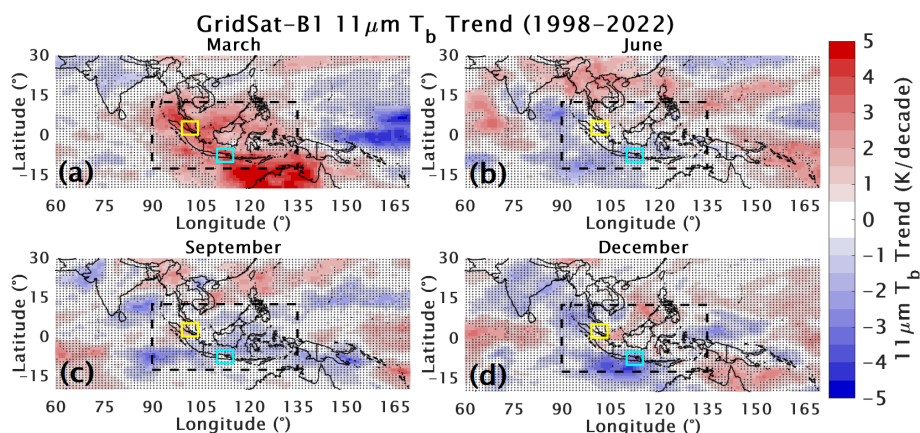 GridSat-B1 11μm T_b Trend (1998-2022)
March
June
30
15
0
-15
Latitude (°)
(a)
60 75 90 105 120 135 150 165
Longitude (°)
30
15
0
-15
Latitude (°)
(b)
60 75 90 105 120 135 150 165
Longitude (°)
September
December
30
15
0
-15
Latitude (°)
(c)
60 75 90 105 120 135 150 165
30
15
0
-15
Latitude (°)
(d)
60 75 90 105 120 135 150 165
5
4
3
2
1
0
-1
-2
-3
-4
-5
11μm T_b Trend (K/decade)